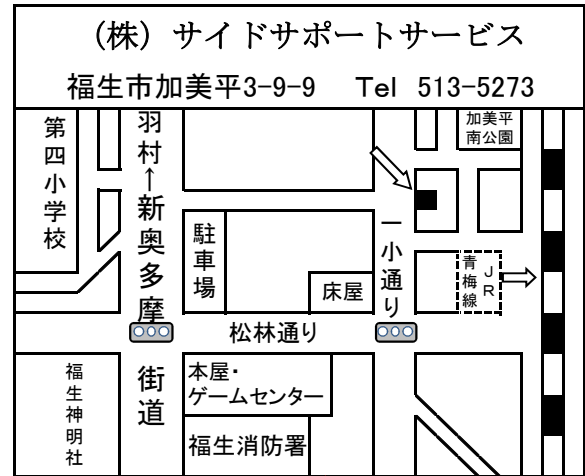 （株）サイドサポートサービス
福生市加美平3-9-9　Tel 513-5273
第四小学校
羽村←新奥多摩
街道
加美平
南公園
駐車場
床屋
一小通り
青梅線
JR
松林通り
福生神明社
本屋・
ゲームセンター
福生消防署